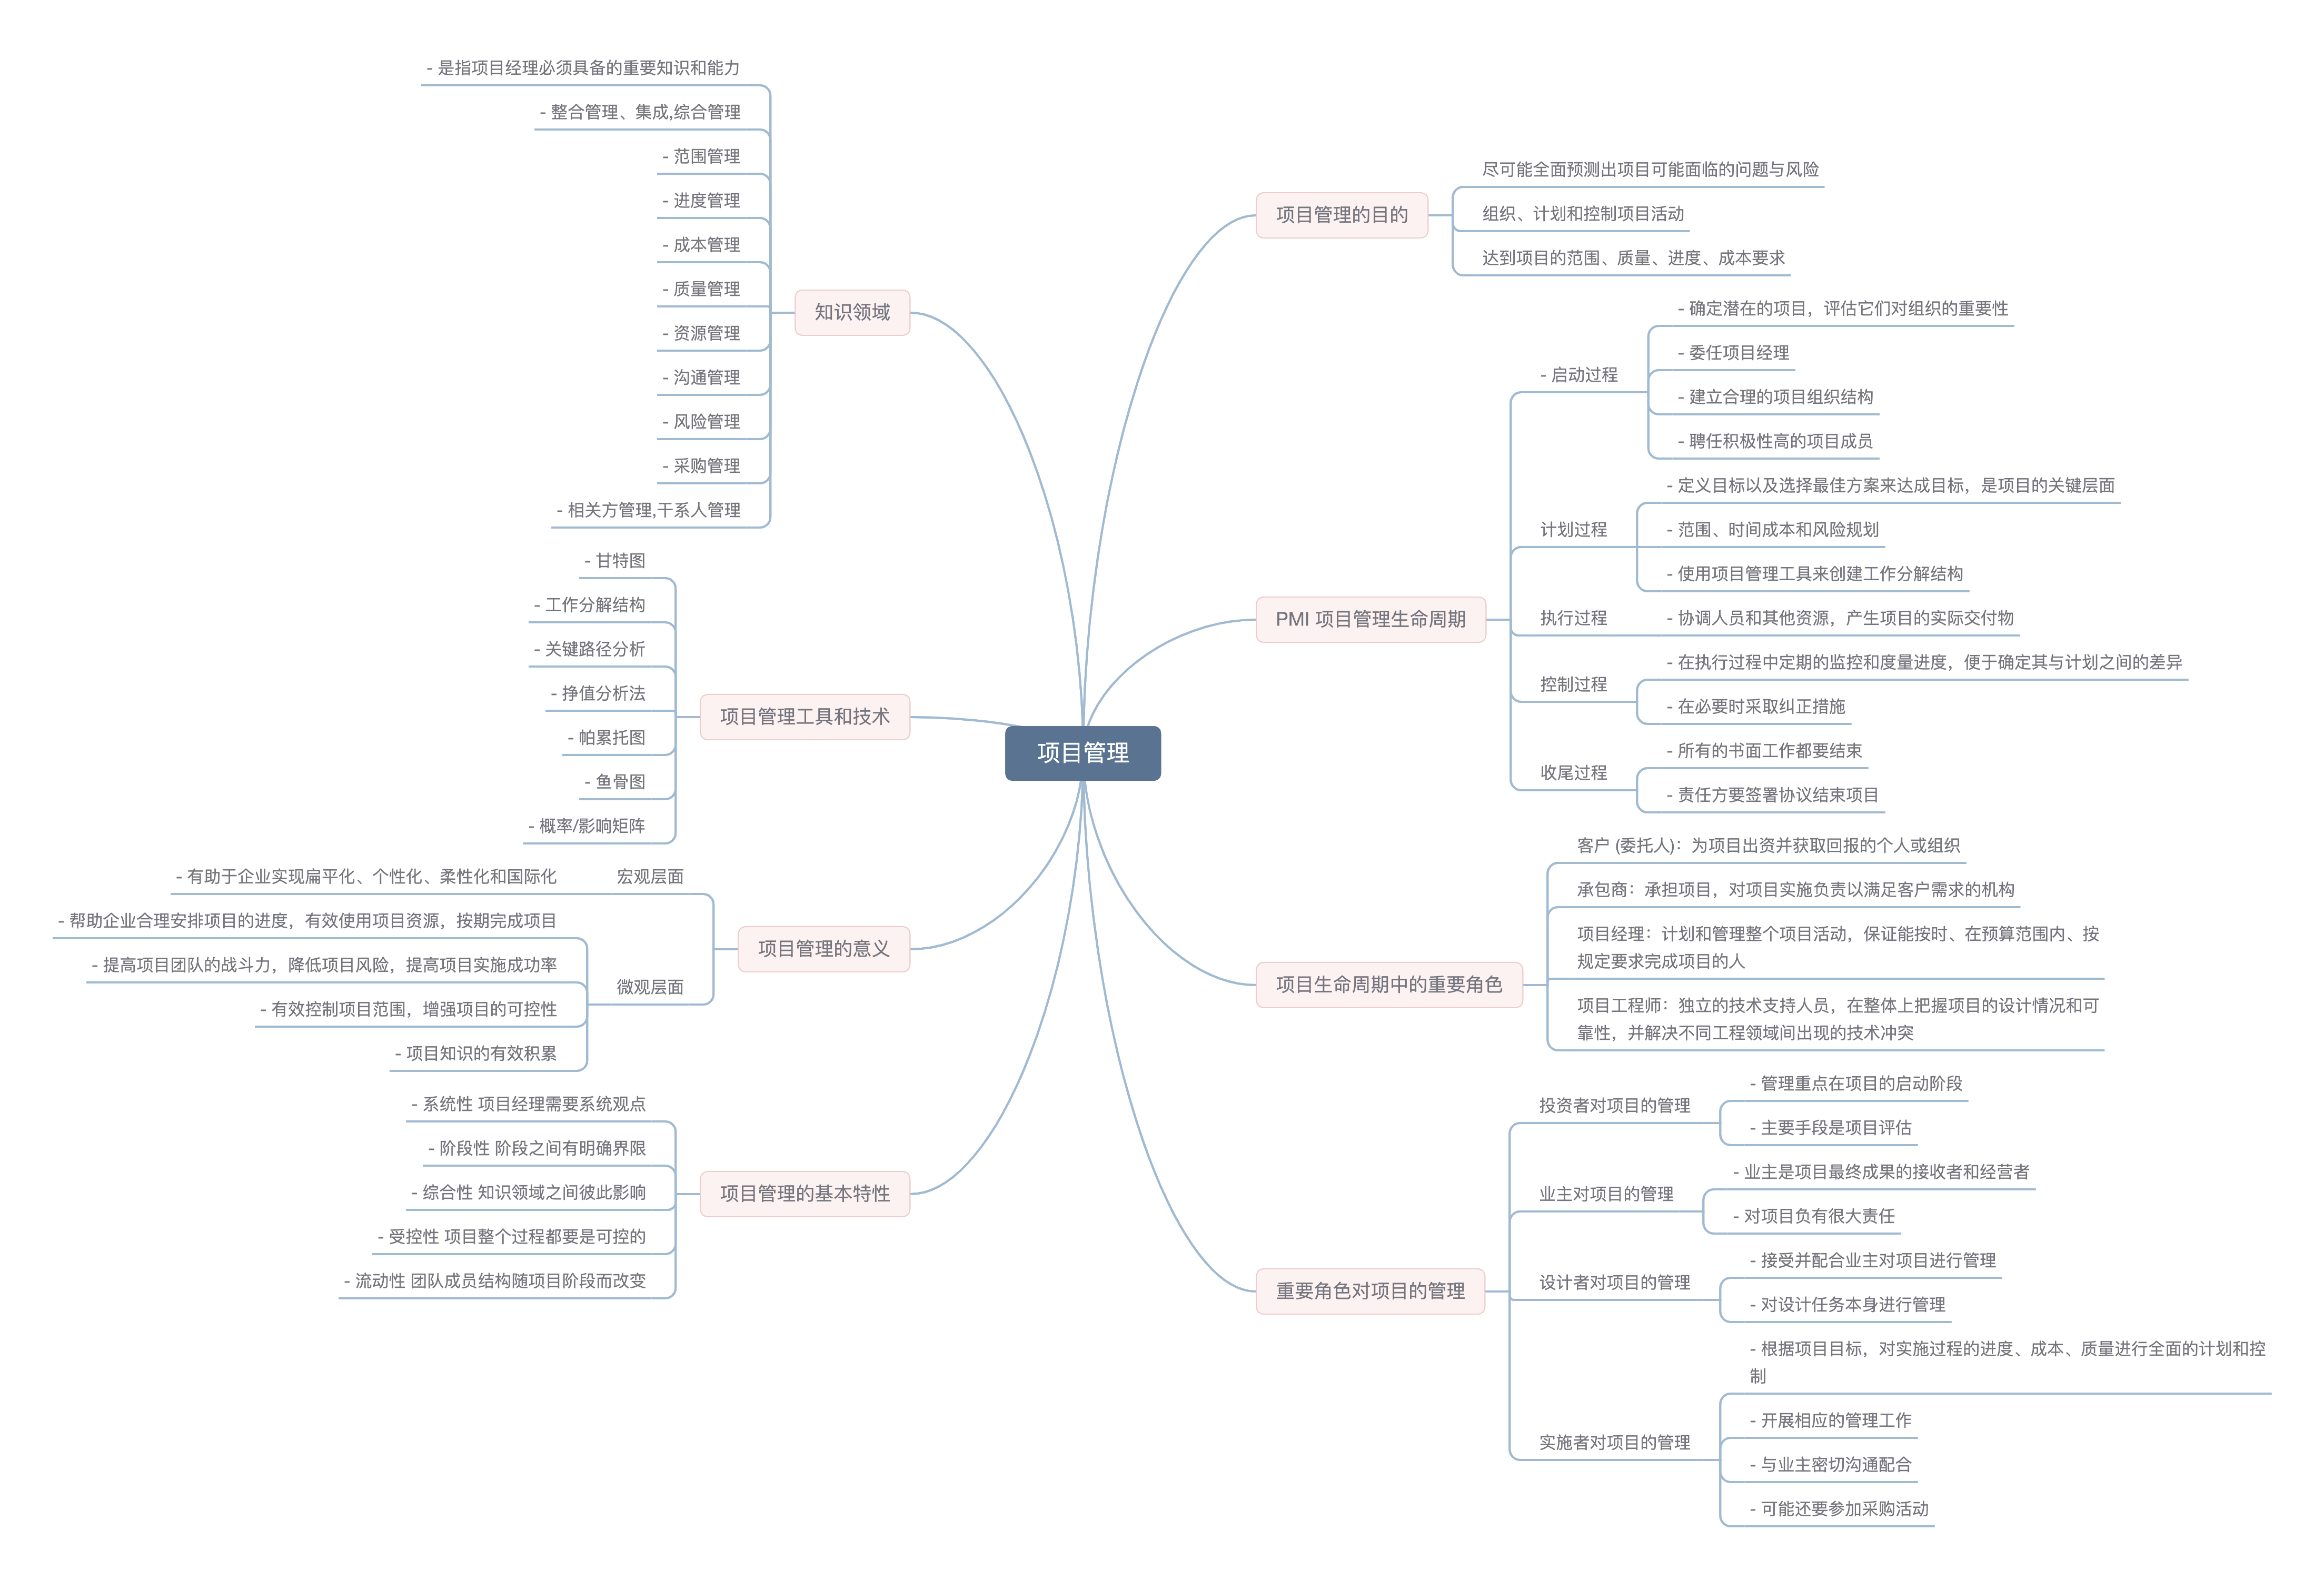 项目管理
项目管理的目的
尽可能全面预测出项目可能面临的问题与风险
组织、计划和控制项目活动
达到项目的范围、质量、进度、成本要求
PMI 项目管理生命周期
- 启动过程
- 确定潜在的项目，评估它们对组织的重要性
- 委任项目经理
- 建立合理的项目组织结构
- 聘任积极性高的项目成员
计划过程
- 定义目标以及选择最佳方案来达成目标，是项目的关键层面
- 范围、时间成本和风险规划
- 使用项目管理工具来创建工作分解结构
执行过程
- 协调人员和其他资源，产生项目的实际交付物
控制过程
- 在执行过程中定期的监控和度量进度，便于确定其与计划之间的差异
- 在必要时采取纠正措施
收尾过程
- 所有的书面工作都要结束
- 责任方要签署协议结束项目
项目生命周期中的重要角色
客户 (委托人)：为项目出资并获取回报的个人或组织
承包商：承担项目，对项目实施负责以满足客户需求的机构
项目经理：计划和管理整个项目活动，保证能按时、在预算范围内、按
规定要求完成项目的人
项目工程师：独立的技术支持人员，在整体上把握项目的设计情况和可
靠性，并解决不同工程领域间出现的技术冲突
重要角色对项目的管理
投资者对项目的管理
- 管理重点在项目的启动阶段
- 主要手段是项目评估
业主对项目的管理
- 业主是项目最终成果的接收者和经营者
- 对项目负有很大责任
设计者对项目的管理
- 接受并配合业主对项目进行管理
- 对设计任务本身进行管理
实施者对项目的管理
- 根据项目目标，对实施过程的进度、成本、质量进行全面的计划和控
制
- 开展相应的管理工作
- 与业主密切沟通配合
- 可能还要参加采购活动
知识领域
- 是指项目经理必须具备的重要知识和能力
- 整合管理、集成,综合管理
- 范围管理
- 进度管理
- 成本管理
- 质量管理
- 资源管理
- 沟通管理
- 风险管理
- 采购管理
- 相关方管理,干系人管理
项目管理工具和技术
- 甘特图
- 工作分解结构
- 关键路径分析
- 挣值分析法
- 帕累托图
- 鱼骨图
- 概率/影响矩阵
项目管理的意义
宏观层面
- 有助于企业实现扁平化、个性化、柔性化和国际化
微观层面
- 帮助企业合理安排项目的进度，有效使用项目资源，按期完成项目
- 提高项目团队的战斗力，降低项目风险，提高项目实施成功率
- 有效控制项目范围，增强项目的可控性
- 项目知识的有效积累
项目管理的基本特性
- 系统性 项目经理需要系统观点
- 阶段性 阶段之间有明确界限
- 综合性 知识领域之间彼此影响
- 受控性 项目整个过程都要是可控的
- 流动性 团队成员结构随项目阶段而改变